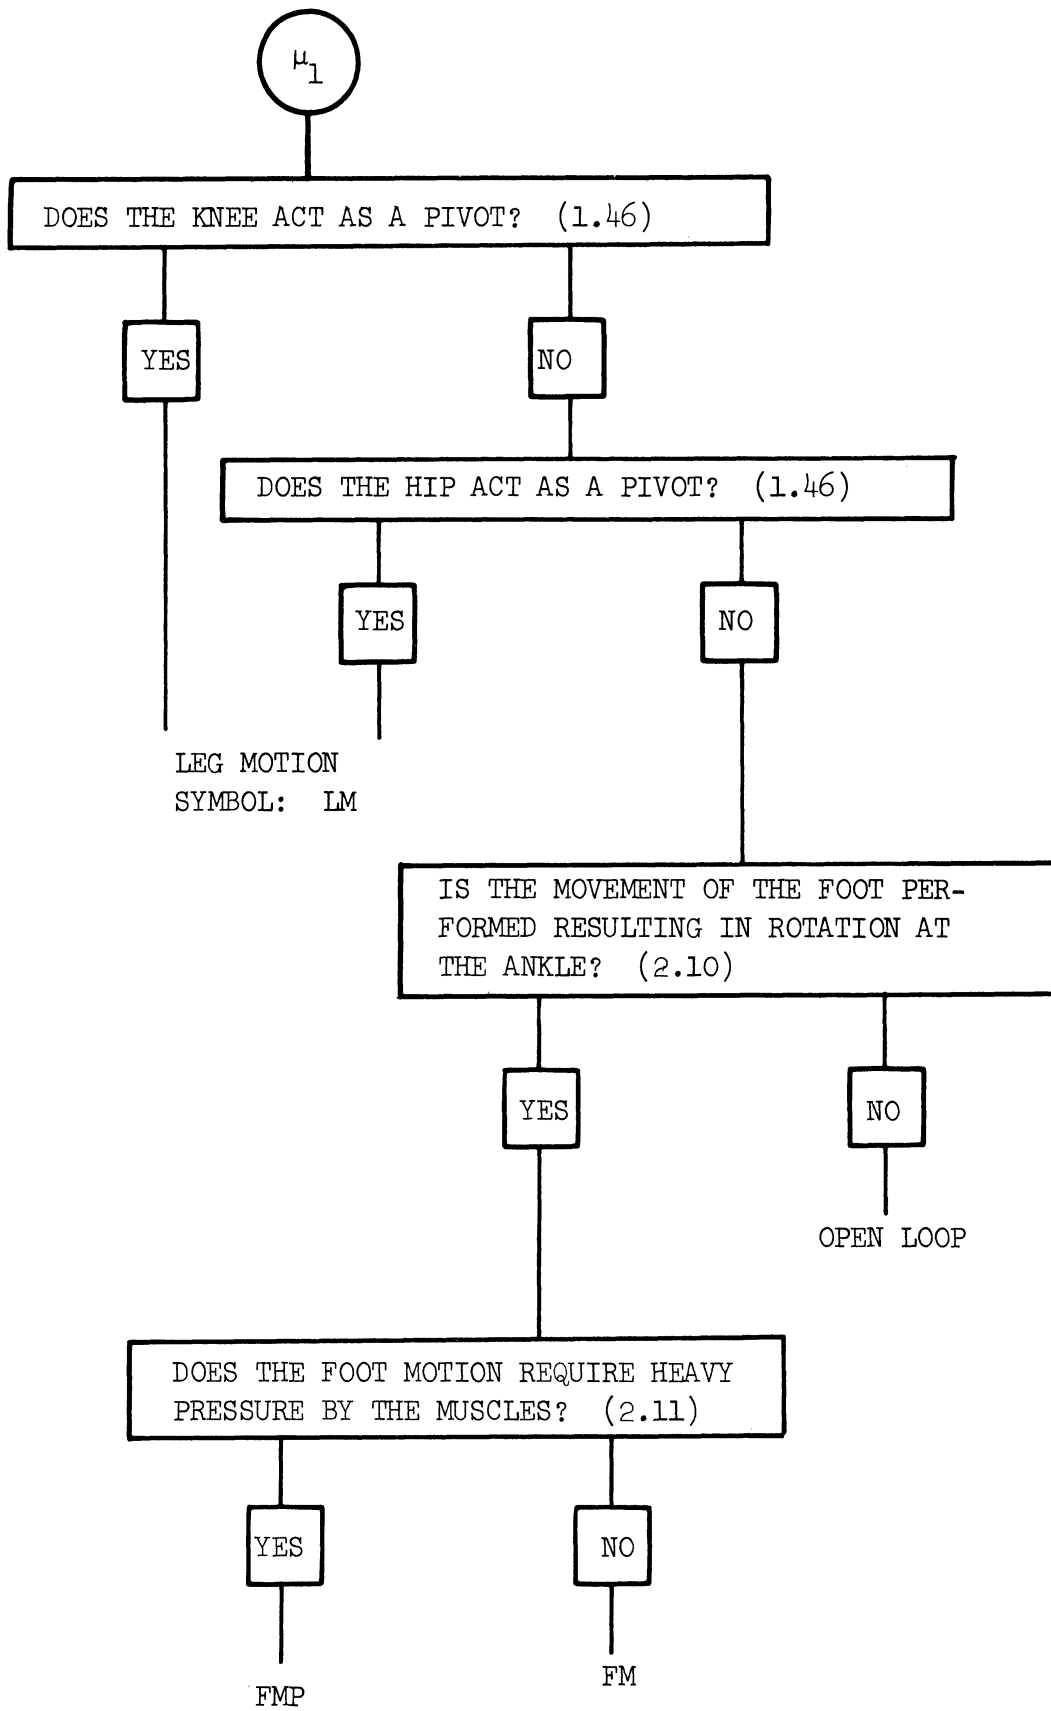 μ1
DOES THE KNEE ACT AS A PIVOT? (1.46)
YES
NO
DOES THE HIP ACT AS A PIVOT? (1.46)
YES
NO
LEG MOTION
SYMBOL: LM
IS THE MOVEMENT OF THE FOOT PER-
FORMED RESULTING IN ROTATION AT
THE ANKLE? (2.10)
YES
NO
OPEN LOOP
DOES THE FOOT MOTION REQUIRE HEAVY
PRESSURE BY THE MUSCLES? (2.11)
YES
NO
FMP
FM